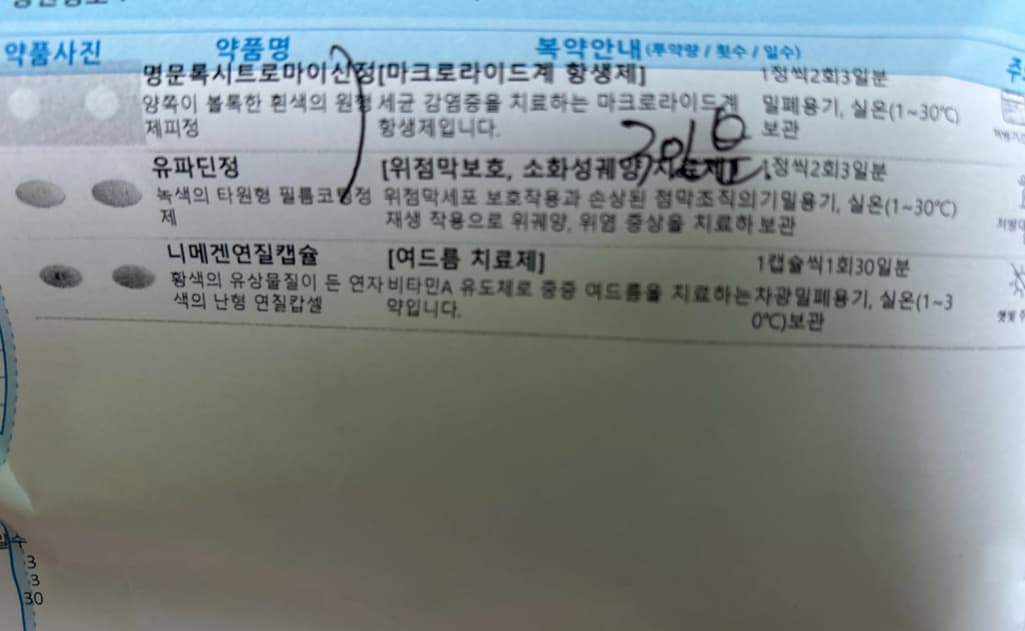 약품사진 약품명 복약안내(투약량 / 횟수 / 일수)
명문록시트로마이신정[마크로라이드계 항생제] 1정씩2회3일분
양쪽이 볼록한 흰색의 원형 세균 감염증을 치료하는 마크로라이드계 밀폐용기, 실온(1~30℃)
제피정 항생제입니다. 보관
3일분
유파딘정 [위점막보호, 소화성궤양치료제] 1정씩2회3일분
녹색의 타원형 필름코팅정 위점막세포 보호작용과 손상된 점막조직의기밀용기, 실온(1~30℃)
제 재생 작용으로 위궤양, 위염 증상을 치료하 보관
니메겐연질캡슐 [여드름 치료제] 1캡슐씩1회30일분
황색의 유상물질이 든 연자 비타민A 유도체로 중증 여드름을 치료하는차광밀폐용기, 실온(1~3
색의 난형 연질캅셀 약입니다. 0℃)보관
일수
3
3
30